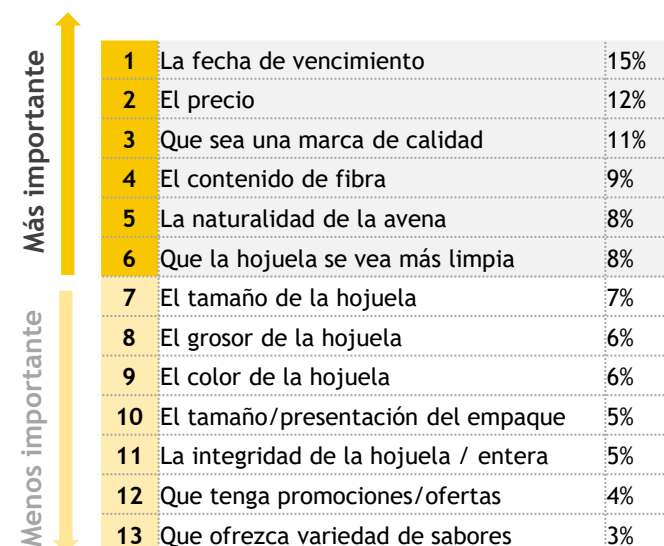 Más importante
Menos importante
1 La fecha de vencimiento 15%
2 El precio 12%
3 Que sea una marca de calidad 11%
4 El contenido de fibra 9%
5 La naturalidad de la avena 8%
6 Que la hojuela se vea más limpia 8%
7 El tamaño de la hojuela 7%
8 El grosor de la hojuela 6%
9 El color de la hojuela 6%
10 El tamaño/presentación del empaque 5%
11 La integridad de la hojuela / entera 5%
12 Que tenga promociones/ofertas 4%
13 Que ofrezca variedad de sabores 3%